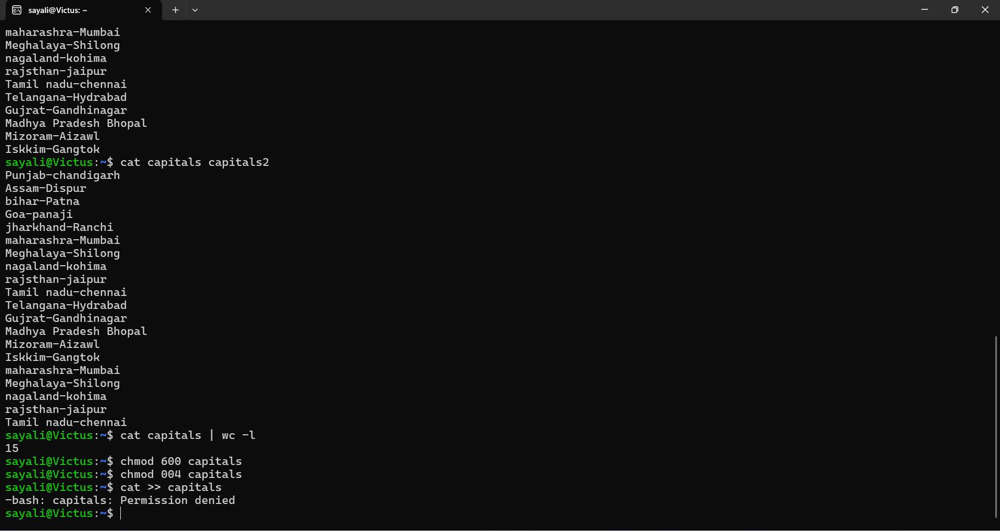 sayali@Victus: ~
maharashra-Mumbai
Meghalaya-Shilong
nagaland-kohima
rajsthan-jaipur
Tamil nadu-chennai
Telangana-Hydrabad
Gujrat-Gandhinagar
Madhya Pradesh Bhopal
Mizoram-Aizawl
Iskkim-Gangtok
sayali@Victus:~$ cat capitals capitals2
Punjab-chandigarh
Assam-Dispur
bihar-Patna
Goa-panaji
jharkhand-Ranchi
maharashra-Mumbai
Meghalaya-Shilong
nagaland-kohima
rajsthan-jaipur
Tamil nadu-chennai
Telangana-Hydrabad
Gujrat-Gandhinagar
Madhya Pradesh Bhopal
Mizoram-Aizawl
Iskkim-Gangtok
maharashra-Mumbai
Meghalaya-Shilong
nagaland-kohima
rajsthan-jaipur
Tamil nadu-chennai
sayali@Victus:~$ cat capitals | wc -l
15
sayali@Victus:~$ chmod 600 capitals
sayali@Victus:~$ chmod 004 capitals
sayali@Victus:~$ cat >> capitals
-bash: capitals: Permission denied
sayali@Victus:~$